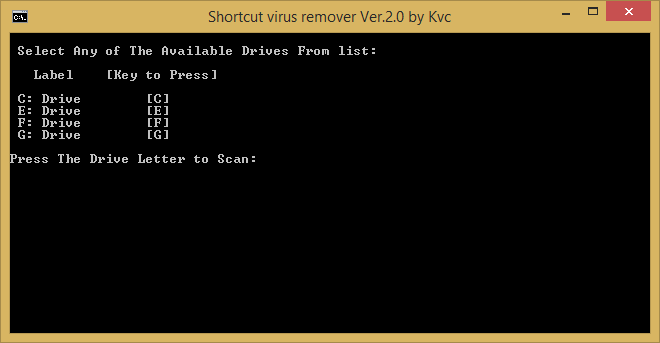 Shortcut virus remover Ver.2.0 by Kvc
Select Any of The Available Drives From list:
Label [Key to Press]
C: Drive [C]
E: Drive [E]
F: Drive [F]
G: Drive [G]
Press The Drive Letter to Scan: